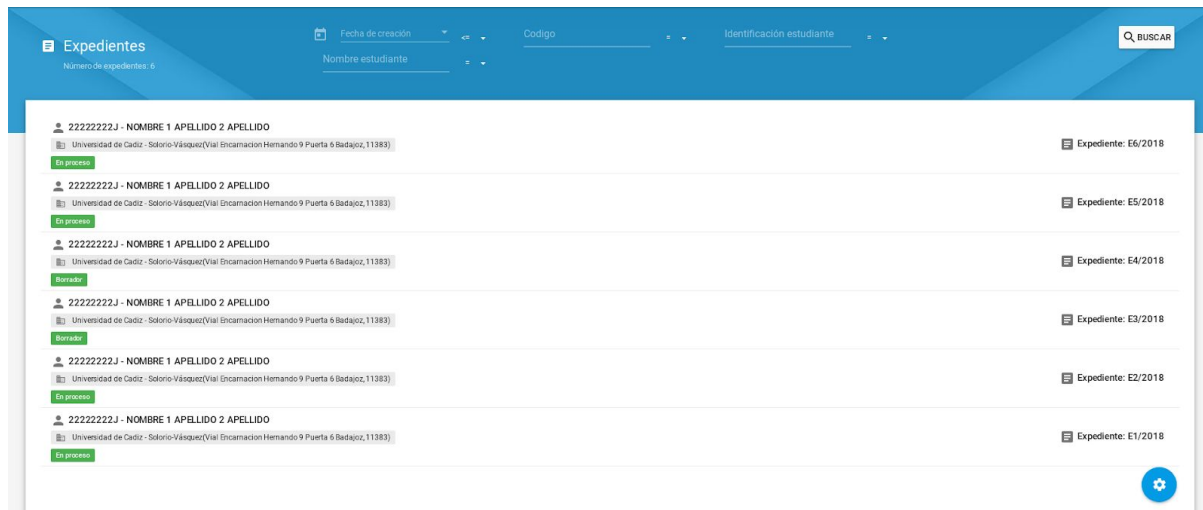 Expedientes
Número de expedientes: 6
Fecha de creación <=
Codigo =
Identificación estudiante =
Nombre estudiante =
BUSCAR
22222222J - NOMBRE 1 APELLIDO 2 APELLIDO
Universidad de Cadiz - Solorio-Vásquez(Vial Encarnacion Hernando 9 Puerta 6 Badajoz, 11383)
En proceso
Expediente: E6/2018
22222222J - NOMBRE 1 APELLIDO 2 APELLIDO
Universidad de Cadiz - Solorio-Vásquez(Vial Encarnacion Hernando 9 Puerta 6 Badajoz, 11383)
En proceso
Expediente: E5/2018
22222222J - NOMBRE 1 APELLIDO 2 APELLIDO
Universidad de Cadiz - Solorio-Vásquez(Vial Encarnacion Hernando 9 Puerta 6 Badajoz, 11383)
Borrador
Expediente: E4/2018
22222222J - NOMBRE 1 APELLIDO 2 APELLIDO
Universidad de Cadiz - Solorio-Vásquez(Vial Encarnacion Hernando 9 Puerta 6 Badajoz, 11383)
Borrador
Expediente: E3/2018
22222222J - NOMBRE 1 APELLIDO 2 APELLIDO
Universidad de Cadiz - Solorio-Vásquez(Vial Encarnacion Hernando 9 Puerta 6 Badajoz, 11383)
En proceso
Expediente: E2/2018
22222222J - NOMBRE 1 APELLIDO 2 APELLIDO
Universidad de Cadiz - Solorio-Vásquez(Vial Encarnacion Hernando 9 Puerta 6 Badajoz, 11383)
En proceso
Expediente: E1/2018